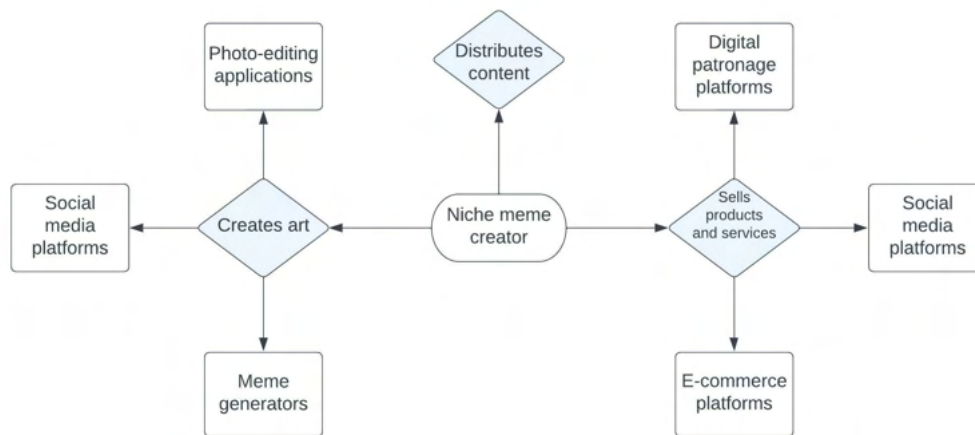 Photo-editing
applications
Distributes
content
Digital
patronage
platforms
Social
media
platforms
Creates art
Niche meme
creator
Sells
products
and services
Social
media
platforms
Meme
generators
E-commerce
platforms